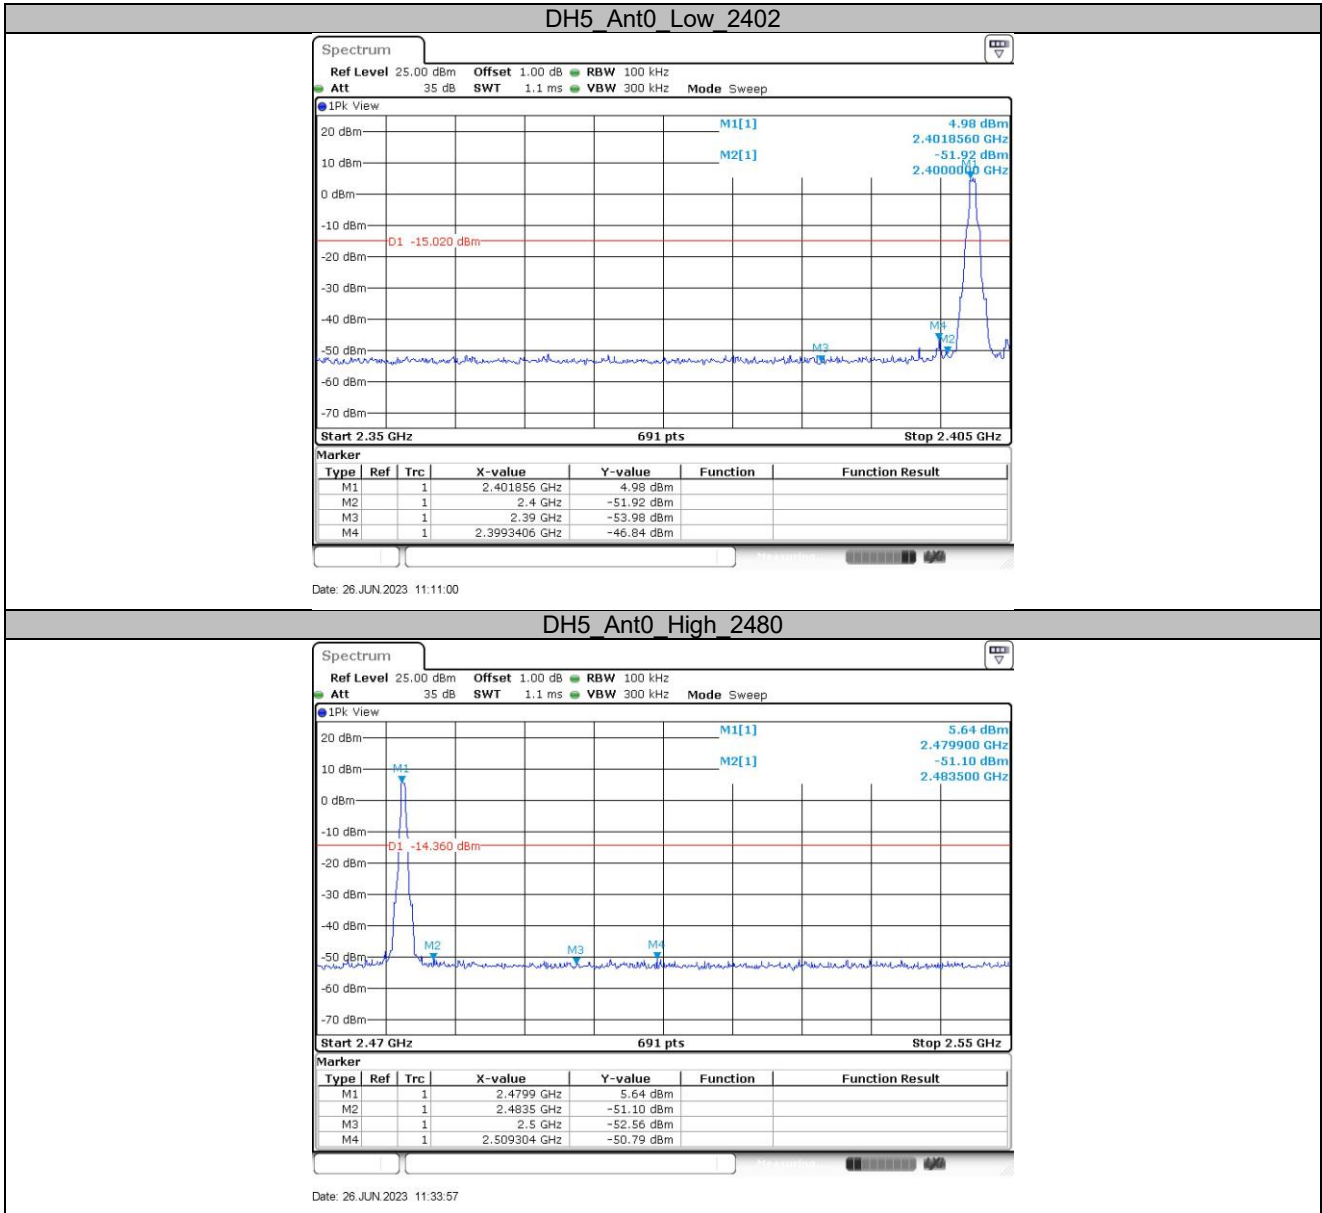 DH5_Ant0_Low_2402
Spectrum
Ref Level 25.00 dBm Offset 1.00 dB RBW 100 kHz
Att 35 dB SWT 1.1 ms VBW 300 kHz Mode Sweep
1Pk View
M1[1] 4.98 dBm
2.4018560 GHz
M2[1] -51.92 dBm
2.4000000 GHz
M1
20 dBm
10 dBm
0 dBm
-10 dBm
D1 -15.020 dBm
-20 dBm
-30 dBm
-40 dBm
M4
M2
M3
-50 dBm
-60 dBm
-70 dBm
Start 2.35 GHz 691 pts Stop 2.405 GHz
Marker
Type Ref Trc X-value Y-value Function Function Result
M1 1 2.401856 GHz 4.98 dBm
M2 1 2.4 GHz -51.92 dBm
M3 1 2.39 GHz -53.98 dBm
M4 1 2.3993406 GHz -46.84 dBm
Measuring...
Date: 26.JUN.2023 11:11:00
DH5_Ant0_High_2480
Spectrum
Ref Level 25.00 dBm Offset 1.00 dB RBW 100 kHz
Att 35 dB SWT 1.1 ms VBW 300 kHz Mode Sweep
1Pk View
M1[1] 5.64 dBm
2.479900 GHz
M2[1] -51.10 dBm
2.483500 GHz
20 dBm
10 dBm
M1
0 dBm
-10 dBm
D1 -14.360 dBm
-20 dBm
-30 dBm
-40 dBm
M2
M3
M4
-50 dBm
-60 dBm
-70 dBm
Start 2.47 GHz 691 pts Stop 2.55 GHz
Marker
Type Ref Trc X-value Y-value Function Function Result
M1 1 2.4799 GHz 5.64 dBm
M2 1 2.4835 GHz -51.10 dBm
M3 1 2.5 GHz -52.56 dBm
M4 1 2.509304 GHz -50.79 dBm
Measuring...
Date: 26.JUN.2023 11:33:57